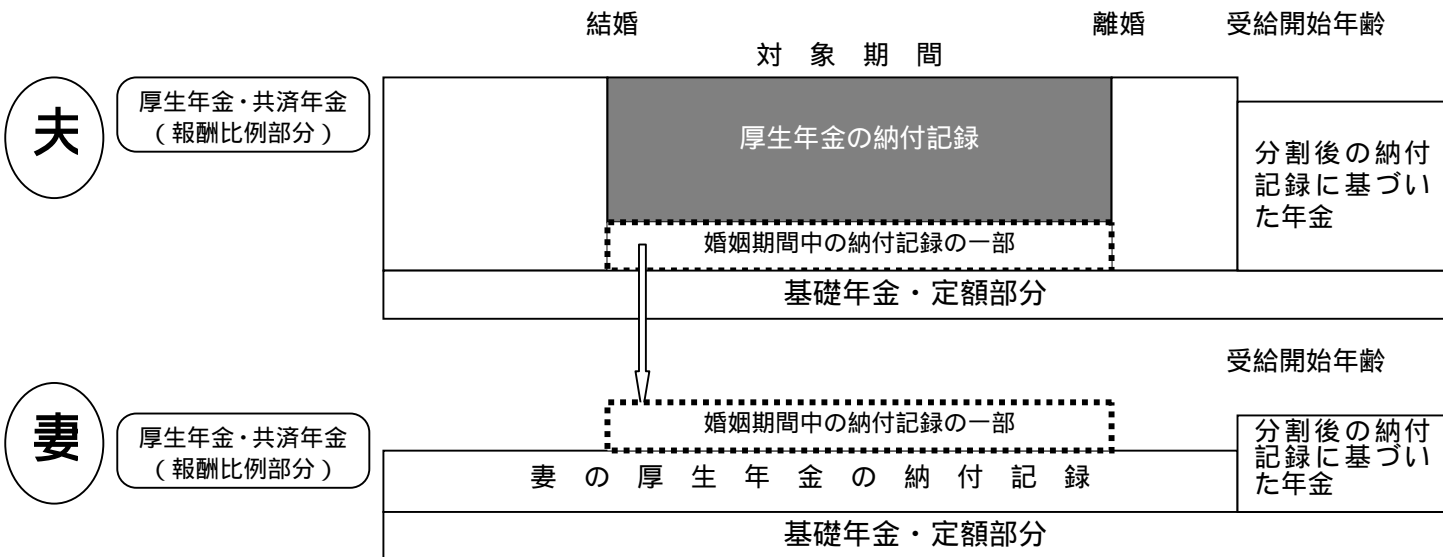 結婚
離婚
受給開始年齢
対象期間
夫
厚生年金・共済年金
（報酬比例部分）
厚生年金の納付記録
分割後の納付
記録に基づい
た年金
婚姻期間中の納付記録の一部
基礎年金・定額部分
受給開始年齢
妻
厚生年金・共済年金
（報酬比例部分）
婚姻期間中の納付記録の一部
妻の厚生年金の納付記録
分割後の納付
記録に基づい
た年金
基礎年金・定額部分